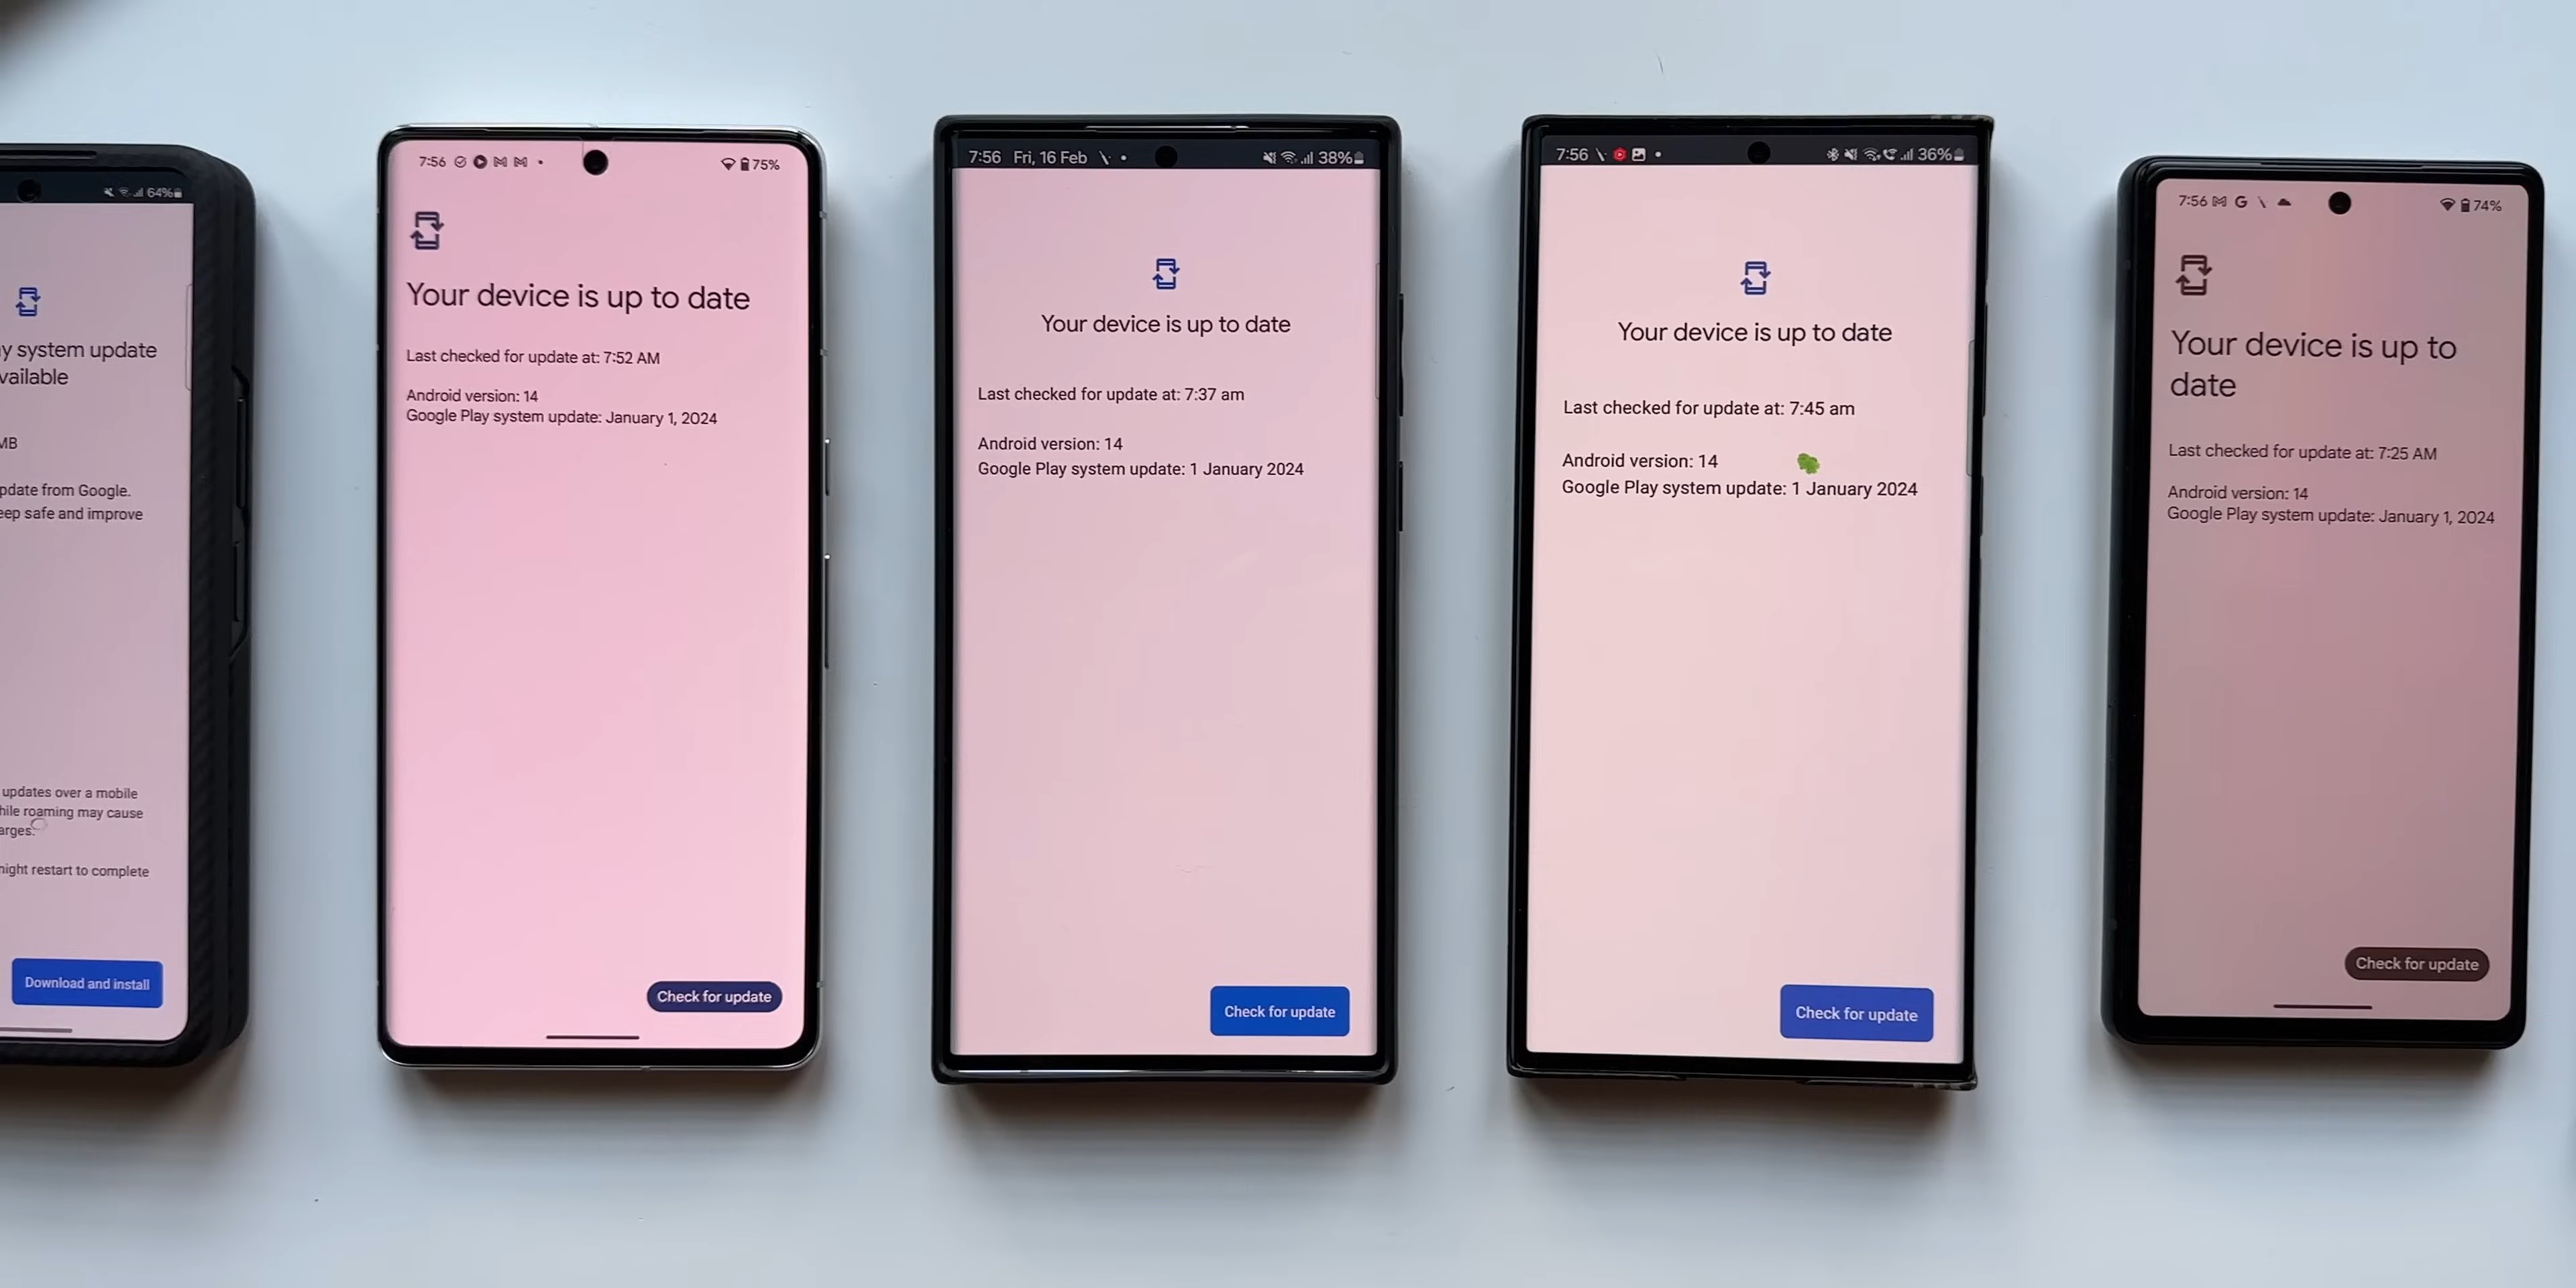 64%
y system update
vailable
MB
pdate from Google.
eep safe and improve
updates over a mobile
hile roaming may cause
arges.
might restart to complete
Download and install
7:56
75%
Your device is up to date
Last checked for update at: 7:52 AM
Android version: 14
Google Play system update: January 1, 2024
Check for update
7:56 Fri, 16 Feb
38%
Your device is up to date
Last checked for update at: 7:37 am
Android version: 14
Google Play system update: 1 January 2024
Check for update
7:56
36%
Your device is up to date
Last checked for update at: 7:45 am
Android version: 14
Google Play system update: 1 January 2024
Check for update
7:56 G
74%
Your device is up to
date
Last checked for update at: 7:25 AM
Android version: 14
Google Play system update: January 1, 2024
Check for update